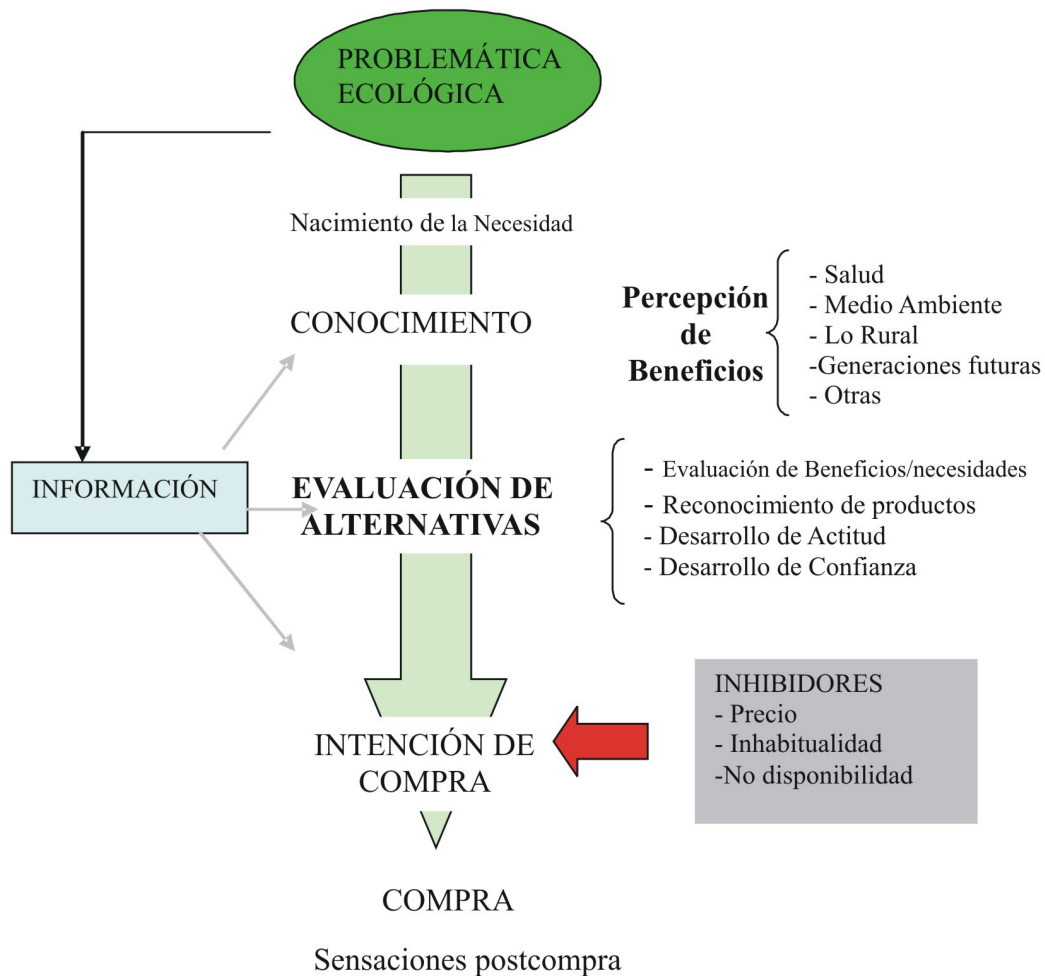 PROBLEMÁTICA
ECOLÓGICA
Nacimiento de la Necesidad
CONOCIMIENTO
Percepción
de
Beneficios
- Salud
- Medio Ambiente
- Lo Rural
-Generaciones futuras
- Otras
INFORMACIÓN
EVALUACIÓN DE
ALTERNATIVAS
- Evaluación de Beneficios/necesidades
- Reconocimiento de productos
- Desarrollo de Actitud
- Desarrollo de Confianza
INTENCIÓN DE
COMPRA
INHIBIDORES
- Precio
- Inhabitualidad
-No disponibilidad
COMPRA
Sensaciones postcompra